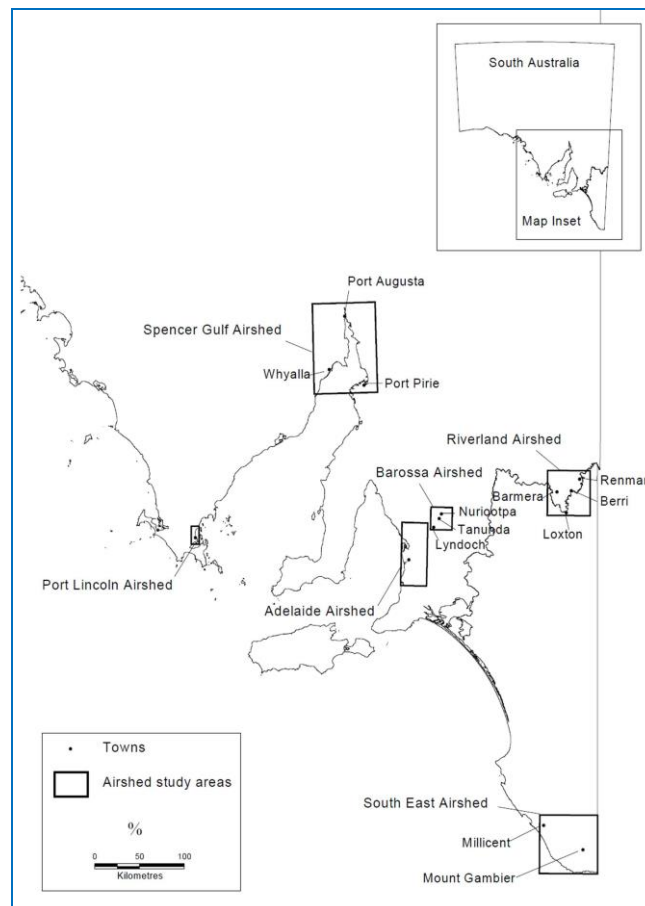 South Australia
Map Inset
Port Augusta
Spencer Gulf Airshed
Whyalla
Port Pirie
Riverland Airshed
Renmar
Barossa Airshed
Barmera
Berri
Nuriootpa
Tanunda
Loxton
Lyndoch
Port Lincoln Airshed
Adelaide Airshed
Towns
Airshed study areas
%
0 50 100
Kilometres
South East Airshed
Millicent
Mount Gambier